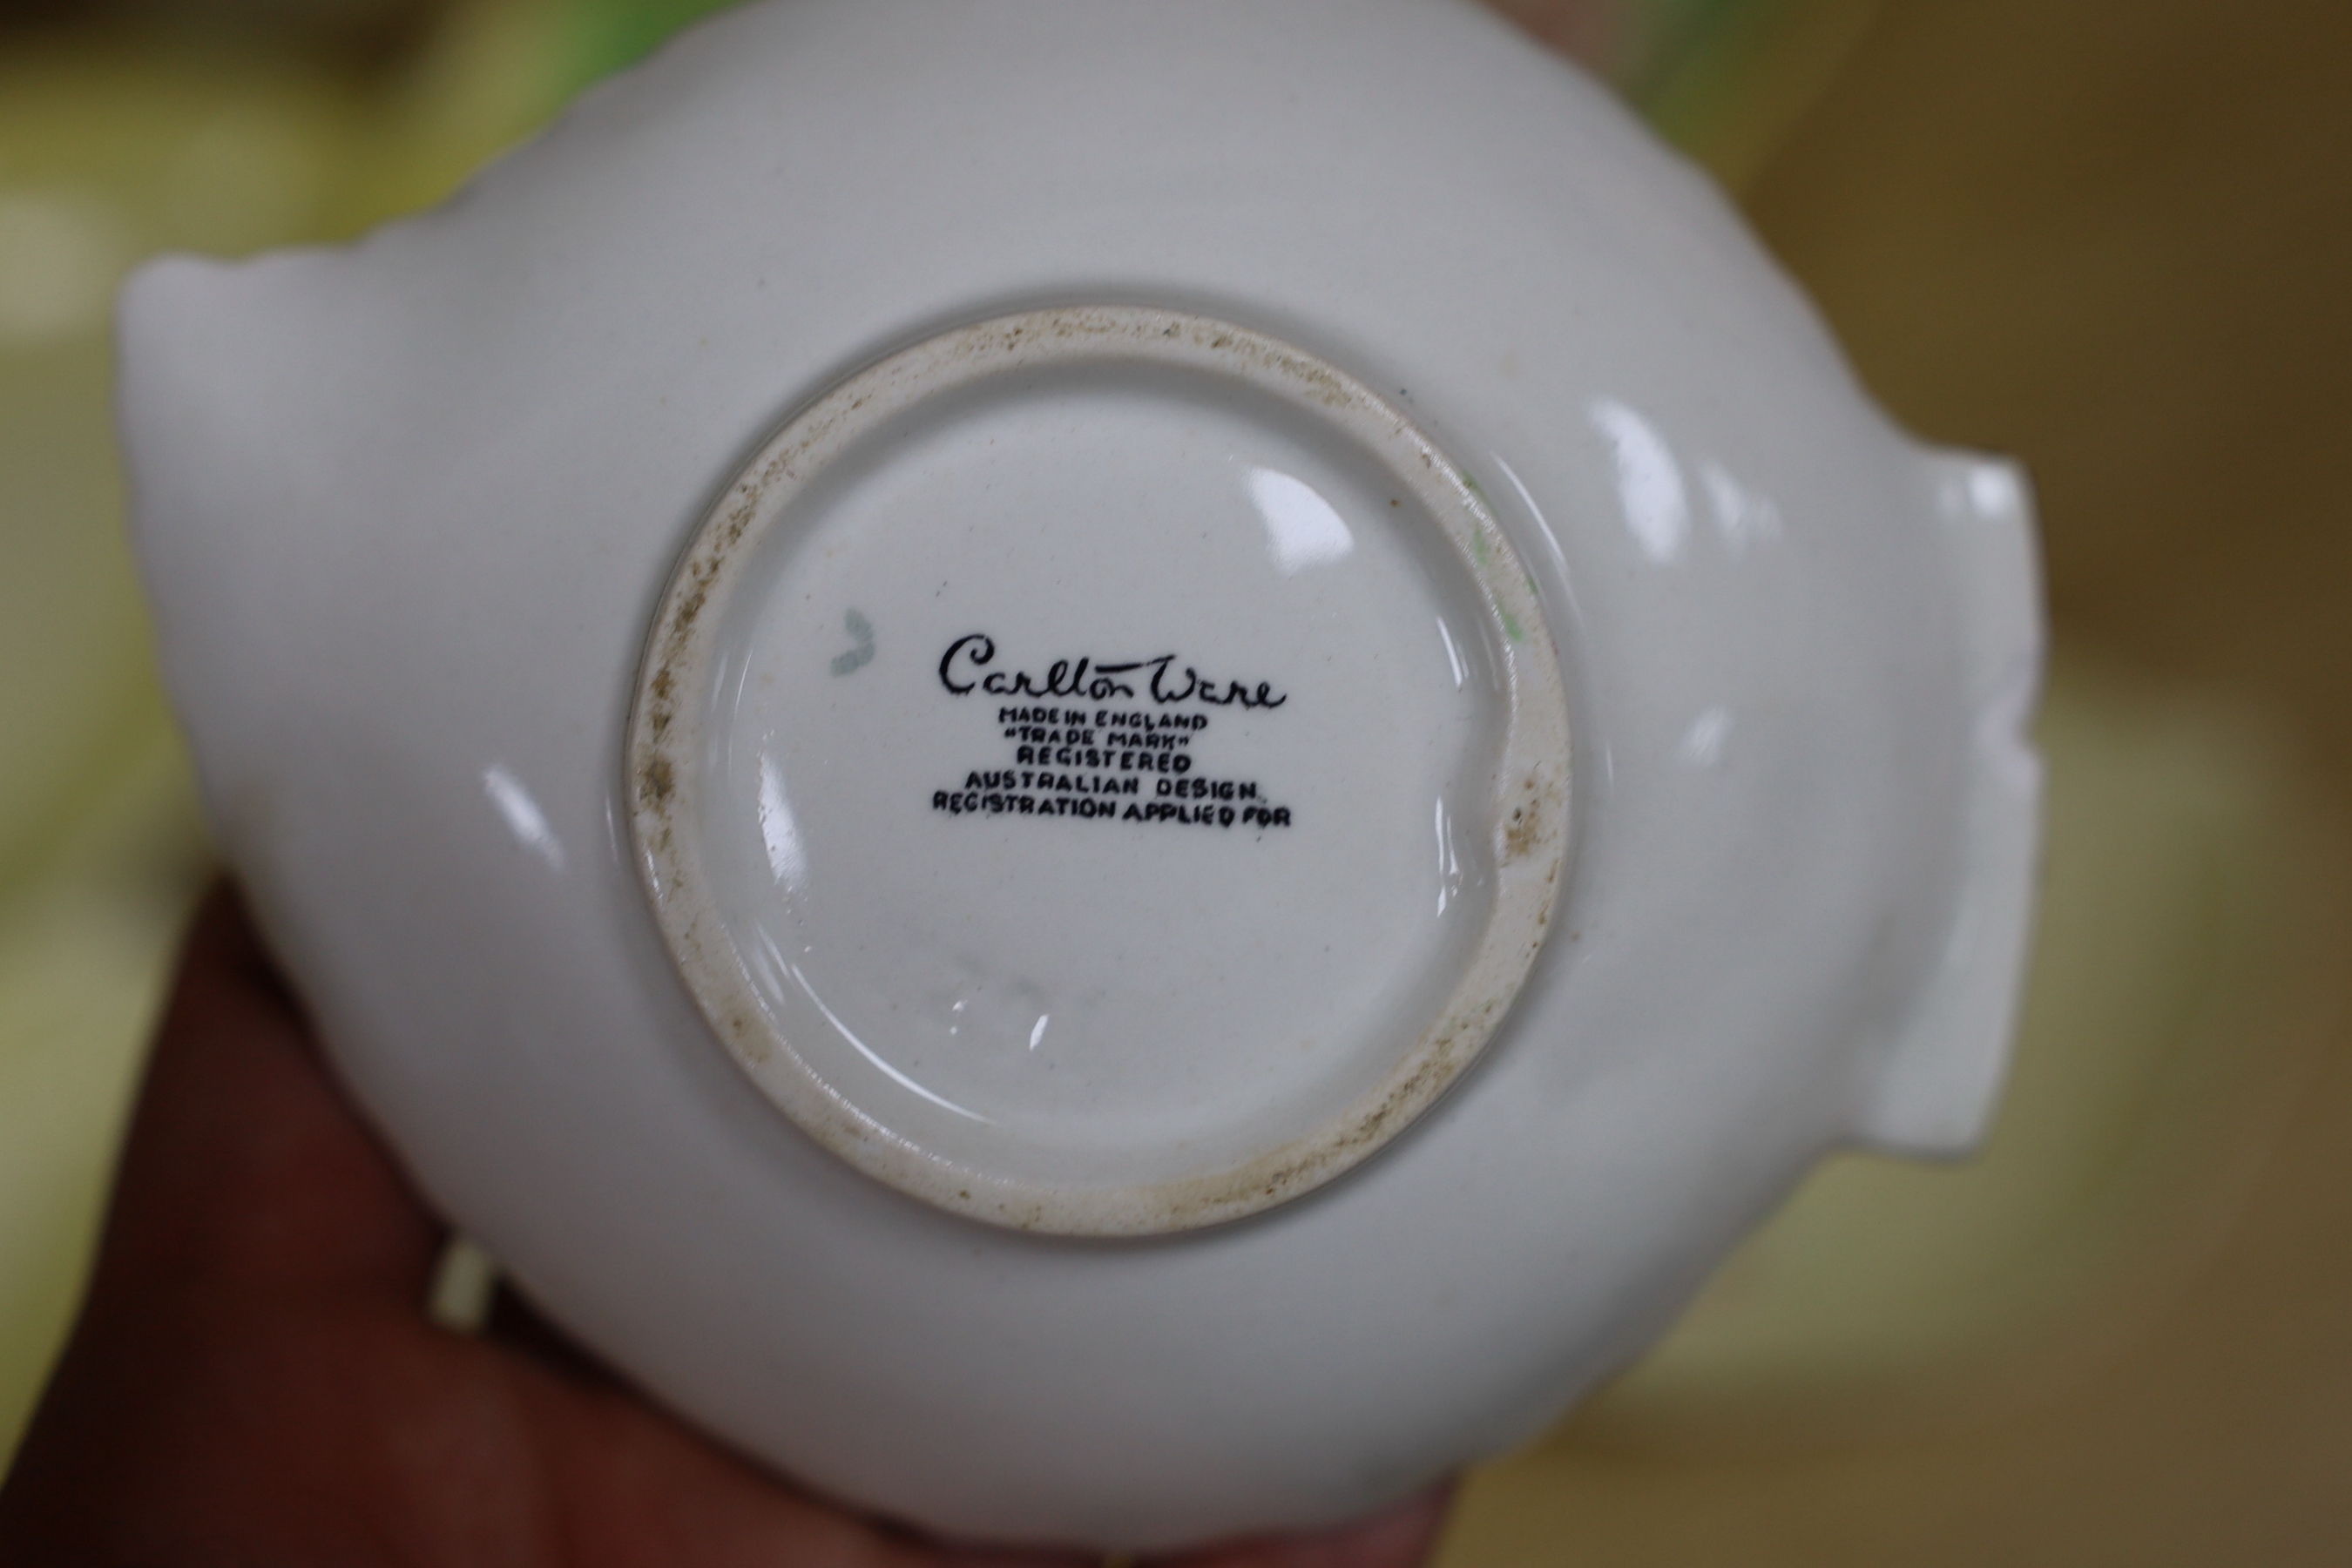 Carlton Ware
MADE IN ENGLAND
"TRADE MARK"
REGISTERED
AUSTRALIAN DESIGN
REGISTRATION APPLIED FOR